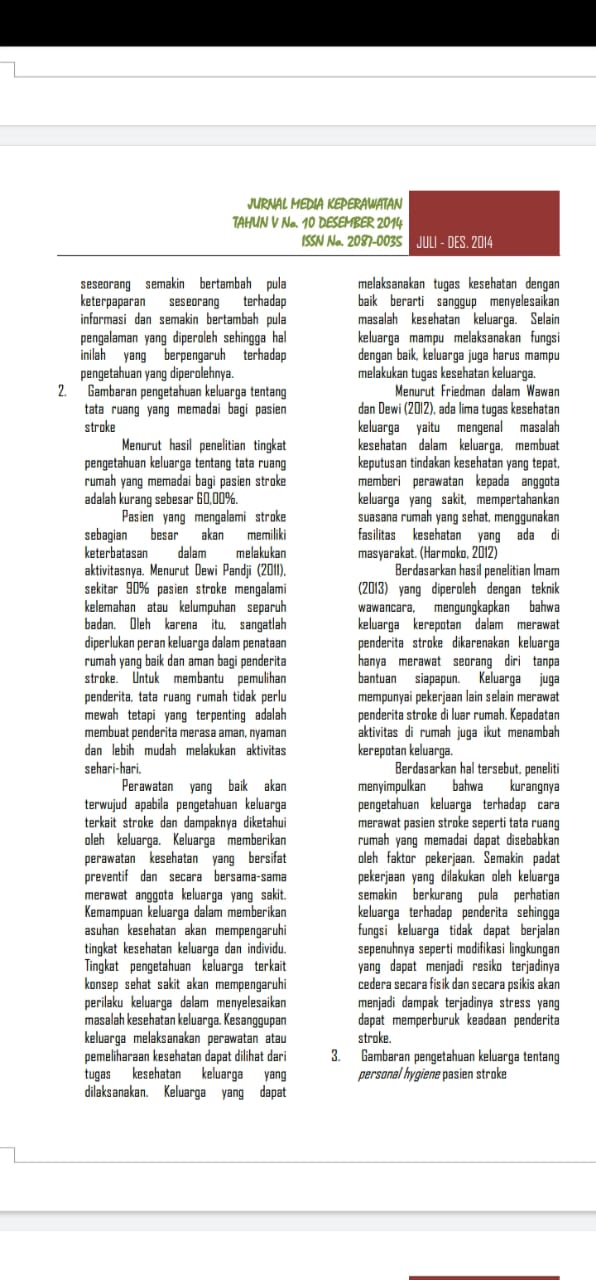 JURNAL MEDIA KEPERAWATAN
TAHUN V No. 10 DESEMBER 2014
ISSN No. 2087-0035
JULI - DES. 2014
seseorang semakin bertambah pula
keterpaparan seseorang terhadap
informasi dan semakin bertambah pula
pengalaman yang diperoleh sehingga hal
inilah yang berpengaruh terhadap
pengetahuan yang diperolehnya.
2. Gambaran pengetahuan keluarga tentang
tata ruang yang memadai bagi pasien
stroke
Menurut hasil penelitian tingkat
pengetahuan keluarga tentang tata ruang
rumah yang memadai bagi pasien stroke
adalah kurang sebesar 60,00%.
Pasien yang mengalami stroke
sebagian besar akan memiliki
keterbatasan dalam melakukan
aktivitasnya. Menurut Dewi Pandji (2011),
sekitar 90% pasien stroke mengalami
kelemahan atau kelumpuhan separuh
badan. Oleh karena itu, sangatlah
diperlukan peran keluarga dalam penataan
rumah yang baik dan aman bagi penderita
stroke. Untuk membantu pemulihan
penderita, tata ruang rumah tidak perlu
mewah tetapi yang terpenting adalah
membuat penderita merasa aman, nyaman
dan lebih mudah melakukan aktivitas
sehari-hari.
Perawatan yang baik akan
terwujud apabila pengetahuan keluarga
terkait stroke dan dampaknya diketahui
oleh keluarga. Keluarga memberikan
perawatan kesehatan yang bersifat
preventif dan secara bersama-sama
merawat anggota keluarga yang sakit.
Kemampuan keluarga dalam memberikan
asuhan kesehatan akan mempengaruhi
tingkat kesehatan keluarga dan individu.
Tingkat pengetahuan keluarga terkait
konsep sehat sakit akan mempengaruhi
perilaku keluarga dalam menyelesaikan
masalah kesehatan keluarga. Kesanggupan
keluarga melaksanakan perawatan atau
pemeliharaan kesehatan dapat dilihat dari
tugas kesehatan keluarga yang
dilaksanakan. Keluarga yang dapat
melaksanakan tugas kesehatan dengan
baik berarti sanggup menyelesaikan
masalah kesehatan keluarga. Selain
keluarga mampu melaksanakan fungsi
dengan baik, keluarga juga harus mampu
melakukan tugas kesehatan keluarga.
Menurut Friedman dalam Wawan
dan Dewi (2012), ada lima tugas kesehatan
keluarga yaitu mengenal masalah
kesehatan dalam keluarga, membuat
keputusan tindakan kesehatan yang tepat,
memberi perawatan kepada anggota
keluarga yang sakit, mempertahankan
suasana rumah yang sehat, menggunakan
fasilitas kesehatan yang ada di
masyarakat. (Harmoko, 2012)
Berdasarkan hasil penelitian Imam
(2013) yang diperoleh dengan teknik
wawancara, mengungkapkan bahwa
keluarga kerepotan dalam merawat
penderita stroke dikarenakan keluarga
hanya merawat seorang diri tanpa
bantuan siapapun. Keluarga juga
mempunyai pekerjaan lain selain merawat
penderita stroke di luar rumah. Kepadatan
aktivitas di rumah juga ikut menambah
kerepotan keluarga.
Berdasarkan hal tersebut, peneliti
menyimpulkan bahwa kurangnya
pengetahuan keluarga terhadap cara
merawat pasien stroke seperti tata ruang
rumah yang memadai dapat disebabkan
oleh faktor pekerjaan. Semakin padat
pekerjaan yang dilakukan oleh keluarga
semakin berkurang pula perhatian
keluarga terhadap penderita sehingga
fungsi keluarga tidak dapat berjalan
sepenuhnya seperti modifikasi lingkungan
yang dapat menjadi resiko terjadinya
cedera secara fisik dan secara psikis akan
menjadi dampak terjadinya stress yang
dapat memperburuk keadaan penderita
stroke.
3. Gambaran pengetahuan keluarga tentang
personal hygiene pasien stroke